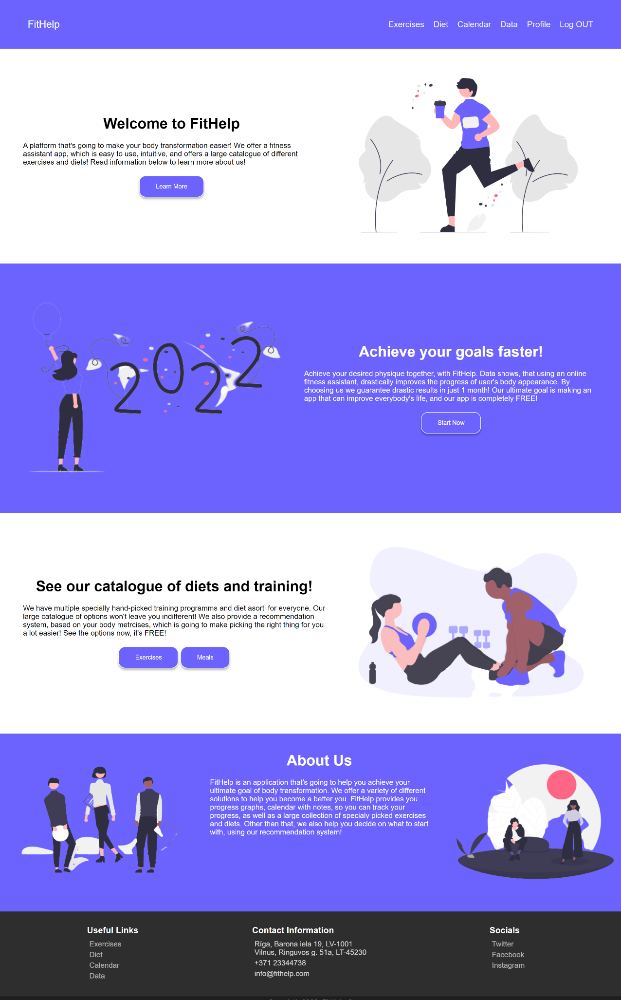 FitHelp
Exercises Diet Calendar Data Profile Log OUT
Welcome to FitHelp
A platform that's going to make your body transformation easier! We offer a fitness
assistant app, which is easy to use, intuitive, and offers a large catalogue of different
exercises and diets! Read information below to learn more about us!
Learn More
2022
Achieve your goals faster!
Achieve your desired physique together, with FitHelp. Data shows, that using an online
fitness assistant, drastically improves the progress of user's body appearance. By
choosing us we guarantee drastic results in just 1 month! Our ultimate goal is making an
app that can improve everybody's life, and our app is completely FREE!
Start Now
See our catalogue of diets and training!
We have multiple specially hand-picked training programms and diet asorti for everyone. Our
large catalogue of options won't leave you indifferent! We also provide a recommendation
system, based on your body metrcises, which is going to make picking the right thing for you
a lot easier! See the options now, it's FREE!
Exercises Meals
About Us
FitHelp is an application that's going to help you achieve your
ultimate goal of body transformation. We offer a variety of different
solutions to help you become a better you. FitHelp provides you
progress graphs, calendar with notes, so you can track your
progress, as well as a large collection of specialy picked exercises
and diets. Other than that, we also help you decide on what to start
with, using our recommendation system!
Useful Links
Exercises
Diet
Calendar
Data
Contact Information
Rīga, Barona iela 19, LV-1001
Vilnus, Ringuvos g. 51a, LT-45230
+371 23344738
info@fithelp.com
Socials
Twitter
Facebook
Instagram